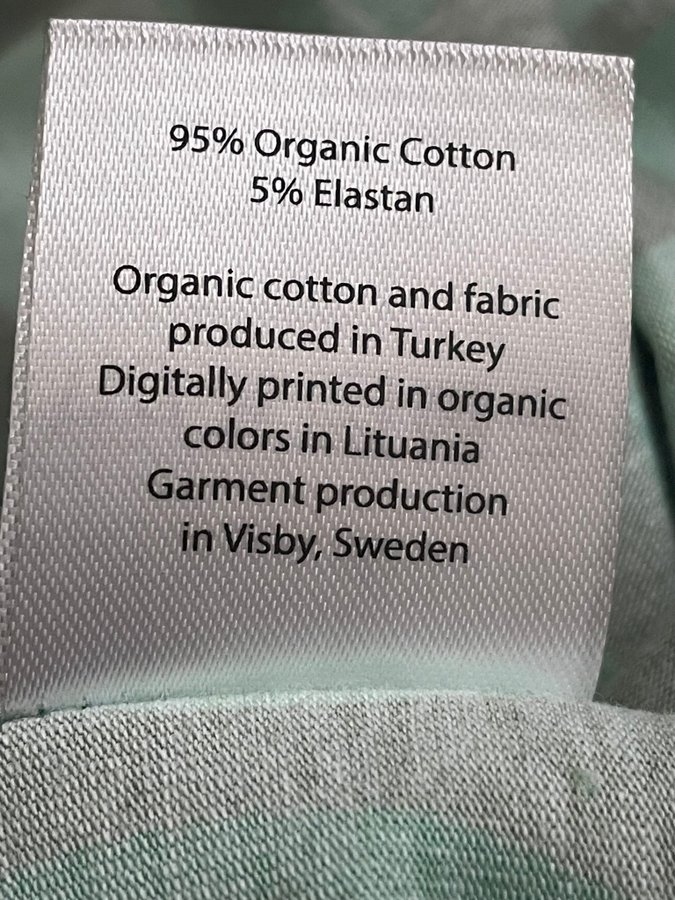 95% Organic Cotton
5% Elastan
Organic cotton and fabric
produced in Turkey
Digitally printed in organic
colors in Lituania
Garment production
in Visby, Sweden